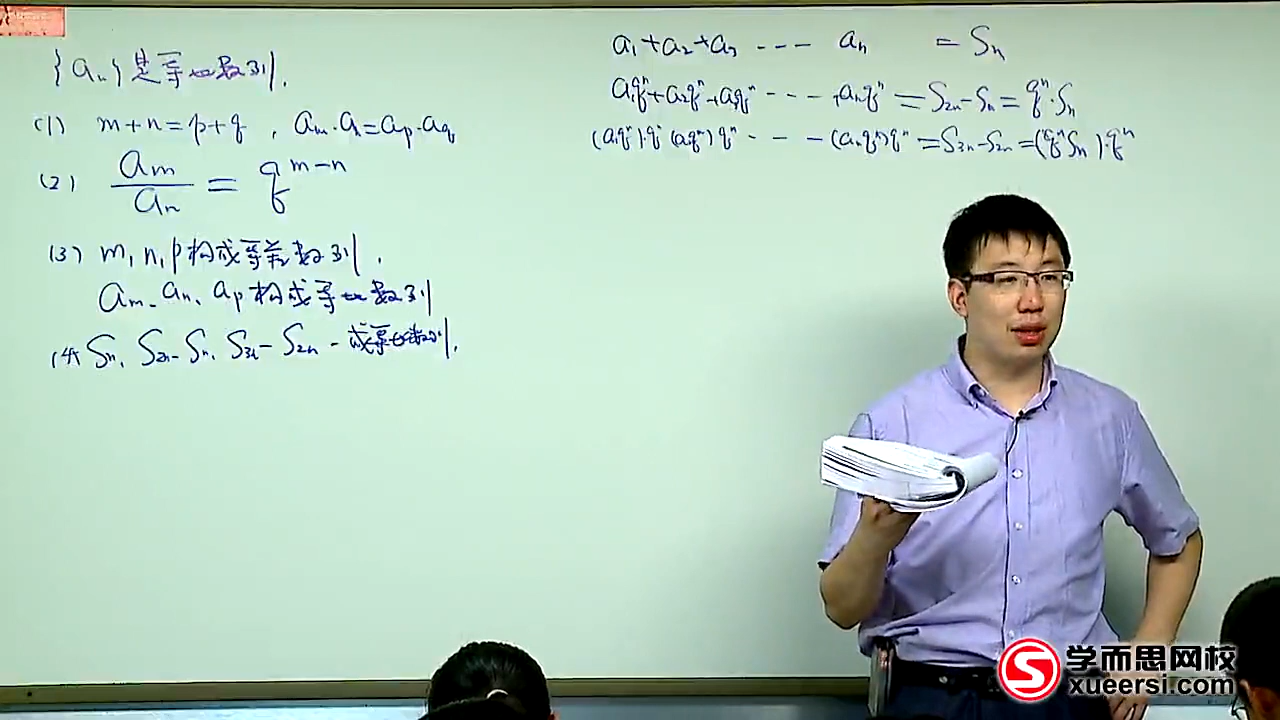 {aₙ}是等比数列.
(1) m+n=p+q , aₘ·aₙ=aₚ·a_q
(2) aₘ/aₙ = q^(m-n)
(3) m,n,p构成等差数列.
aₘ、aₙ、aₚ构成等比数列
(4) Sₙ, S₂ₙ-Sₙ, S₃ₙ-S₂ₙ -成等比数列.
a₁+a₂+a₃ --- aₙ = Sₙ
a₁qⁿ+a₂qⁿ+a₃qⁿ --- +aₙqⁿ = S₂ₙ-Sₙ = qⁿ·Sₙ
(a₁qⁿ)·qⁿ (a₂qⁿ)qⁿ --- (aₙqⁿ)qⁿ = S₃ₙ-S₂ₙ = (qⁿSₙ)·qⁿ
学而思网校
xueersi.com